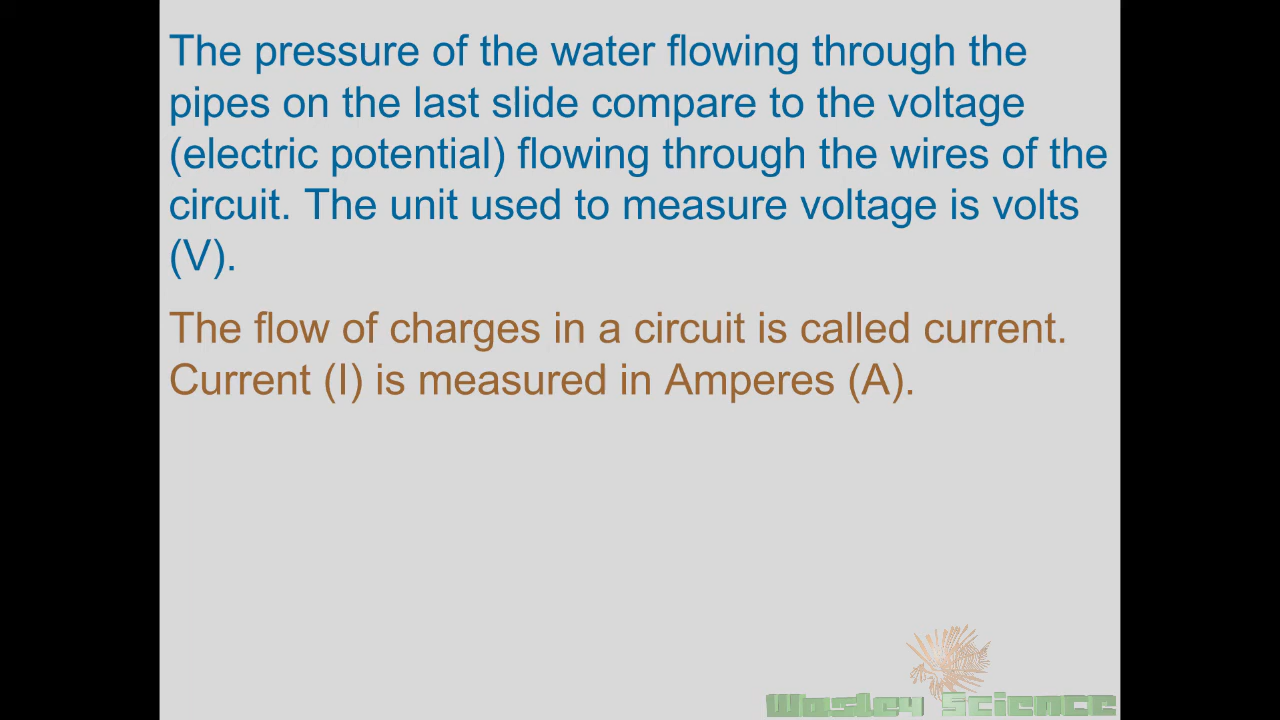 The pressure of the water flowing through the
pipes on the last slide compare to the voltage
(electric potential) flowing through the wires of the
circuit. The unit used to measure voltage is volts
(V).
The flow of charges in a circuit is called current.
Current (I) is measured in Amperes (A).
Wasley Science